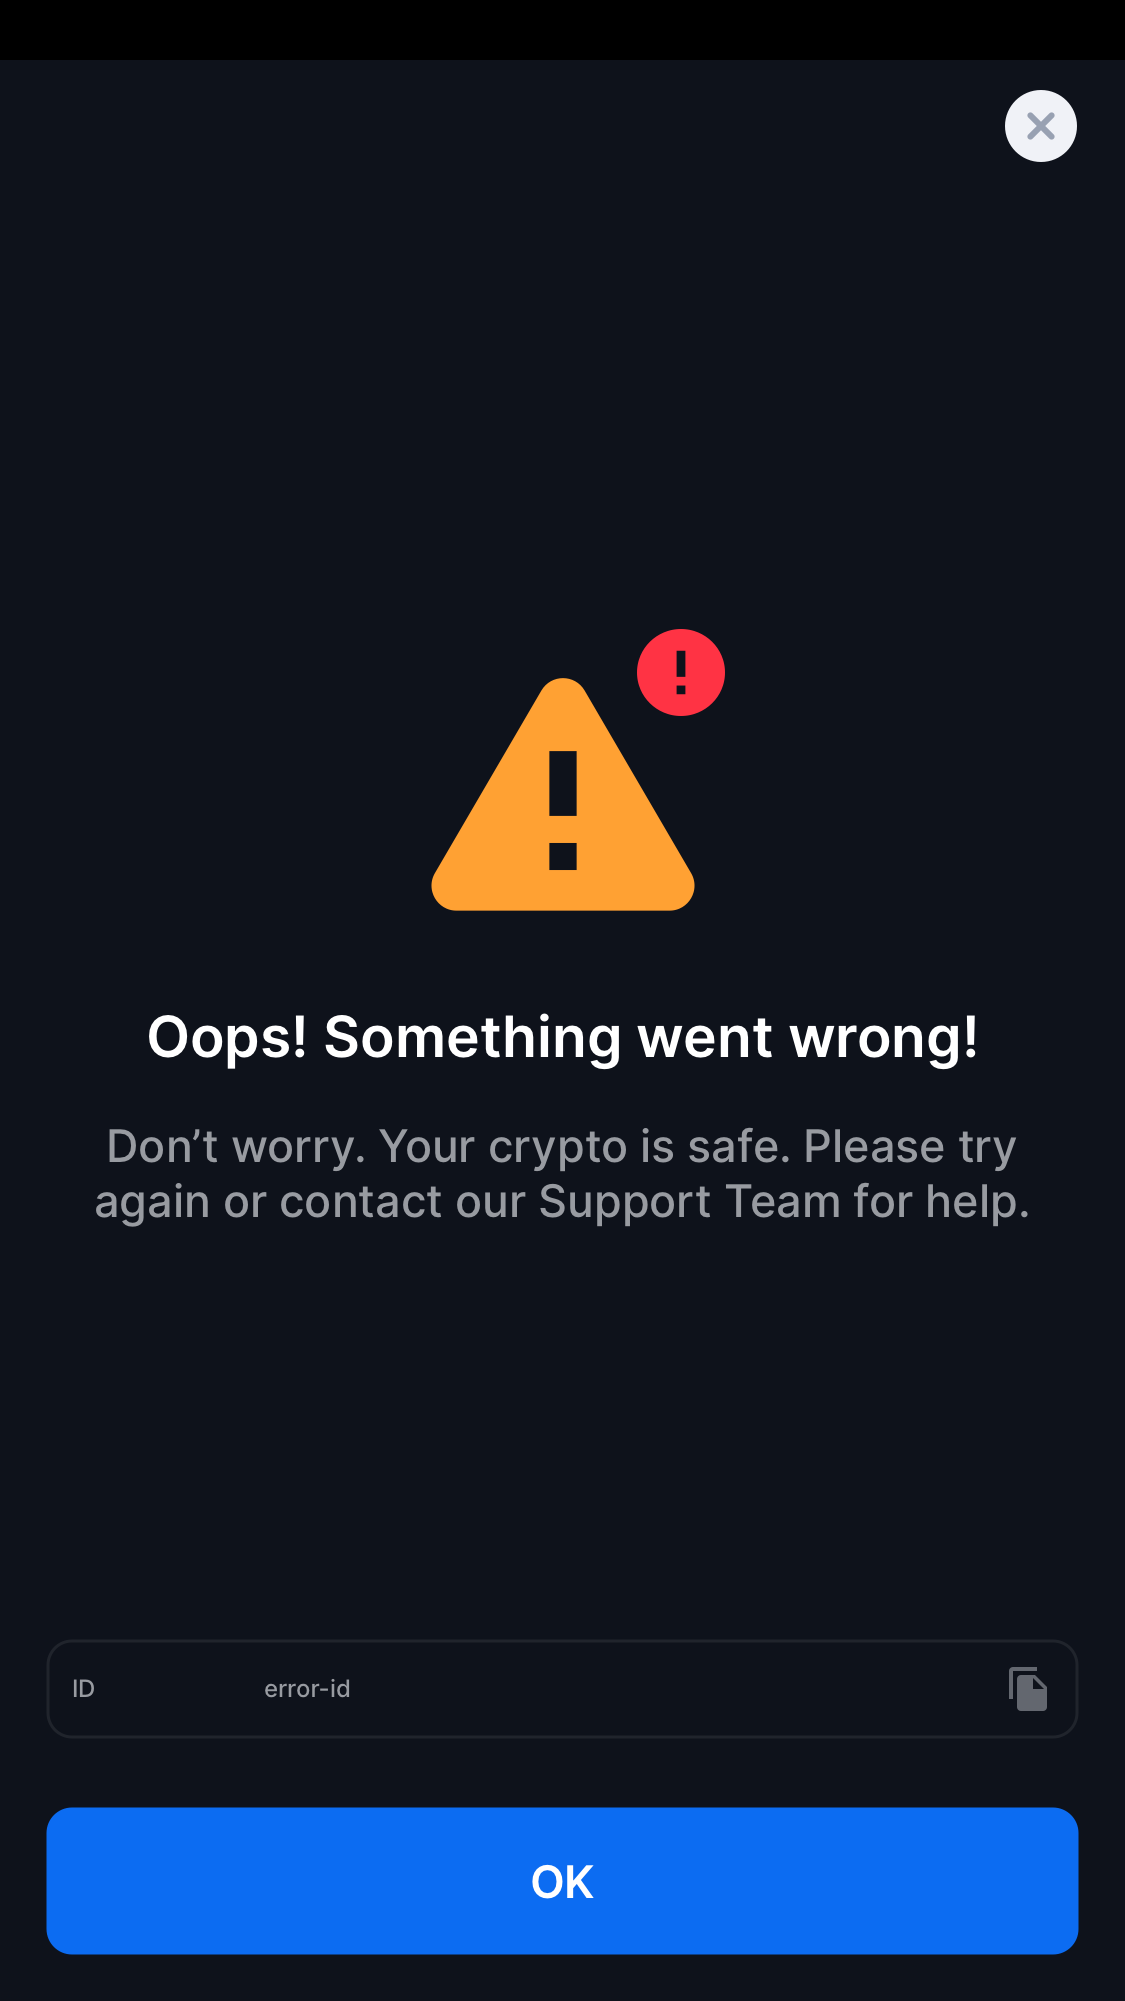 Oops! Something went wrong!
Don’t worry. Your crypto is safe. Please try
again or contact our Support Team for help.
ID error-id
OK